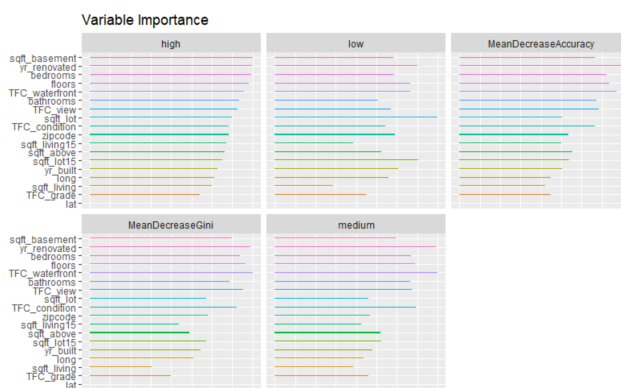 Variable Importance
high
low
MeanDecreaseAccuracy
sqft_basement
yr_renovated
bedrooms
floors
TFC_waterfront
bathrooms
TFC_view
sqft_lot
TFC_condition
zipcode
sqft_living15
sqft_above
sqft_lot15
yr_built
long
sqft_living
TFC_grade
lat
MeanDecreaseGini
medium
sqft_basement
yr_renovated
bedrooms
floors
TFC_waterfront
bathrooms
TFC_view
sqft_lot
TFC_condition
zipcode
sqft_living15
sqft_above
sqft_lot15
yr_built
long
sqft_living
TFC_grade
lat